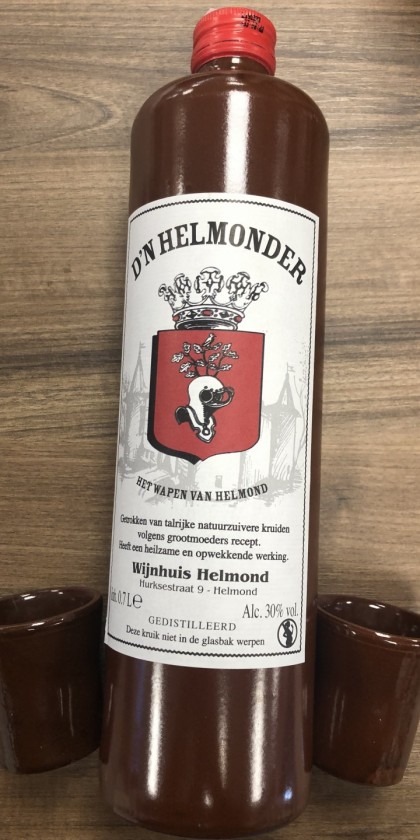 D'N HELMONDER
HET WAPEN VAN HELMOND
Getrokken van talrijke natuurzuivere kruiden
volgens grootmoeders recept.
Heeft een heilzame en opwekkende werking.
Wijnhuis Helmond
Hurksestraat 9 - Helmond
0.7 L℮
Alc. 30% vol.
GEDISTILLEERD
Deze kruik niet in de glasbak werpen